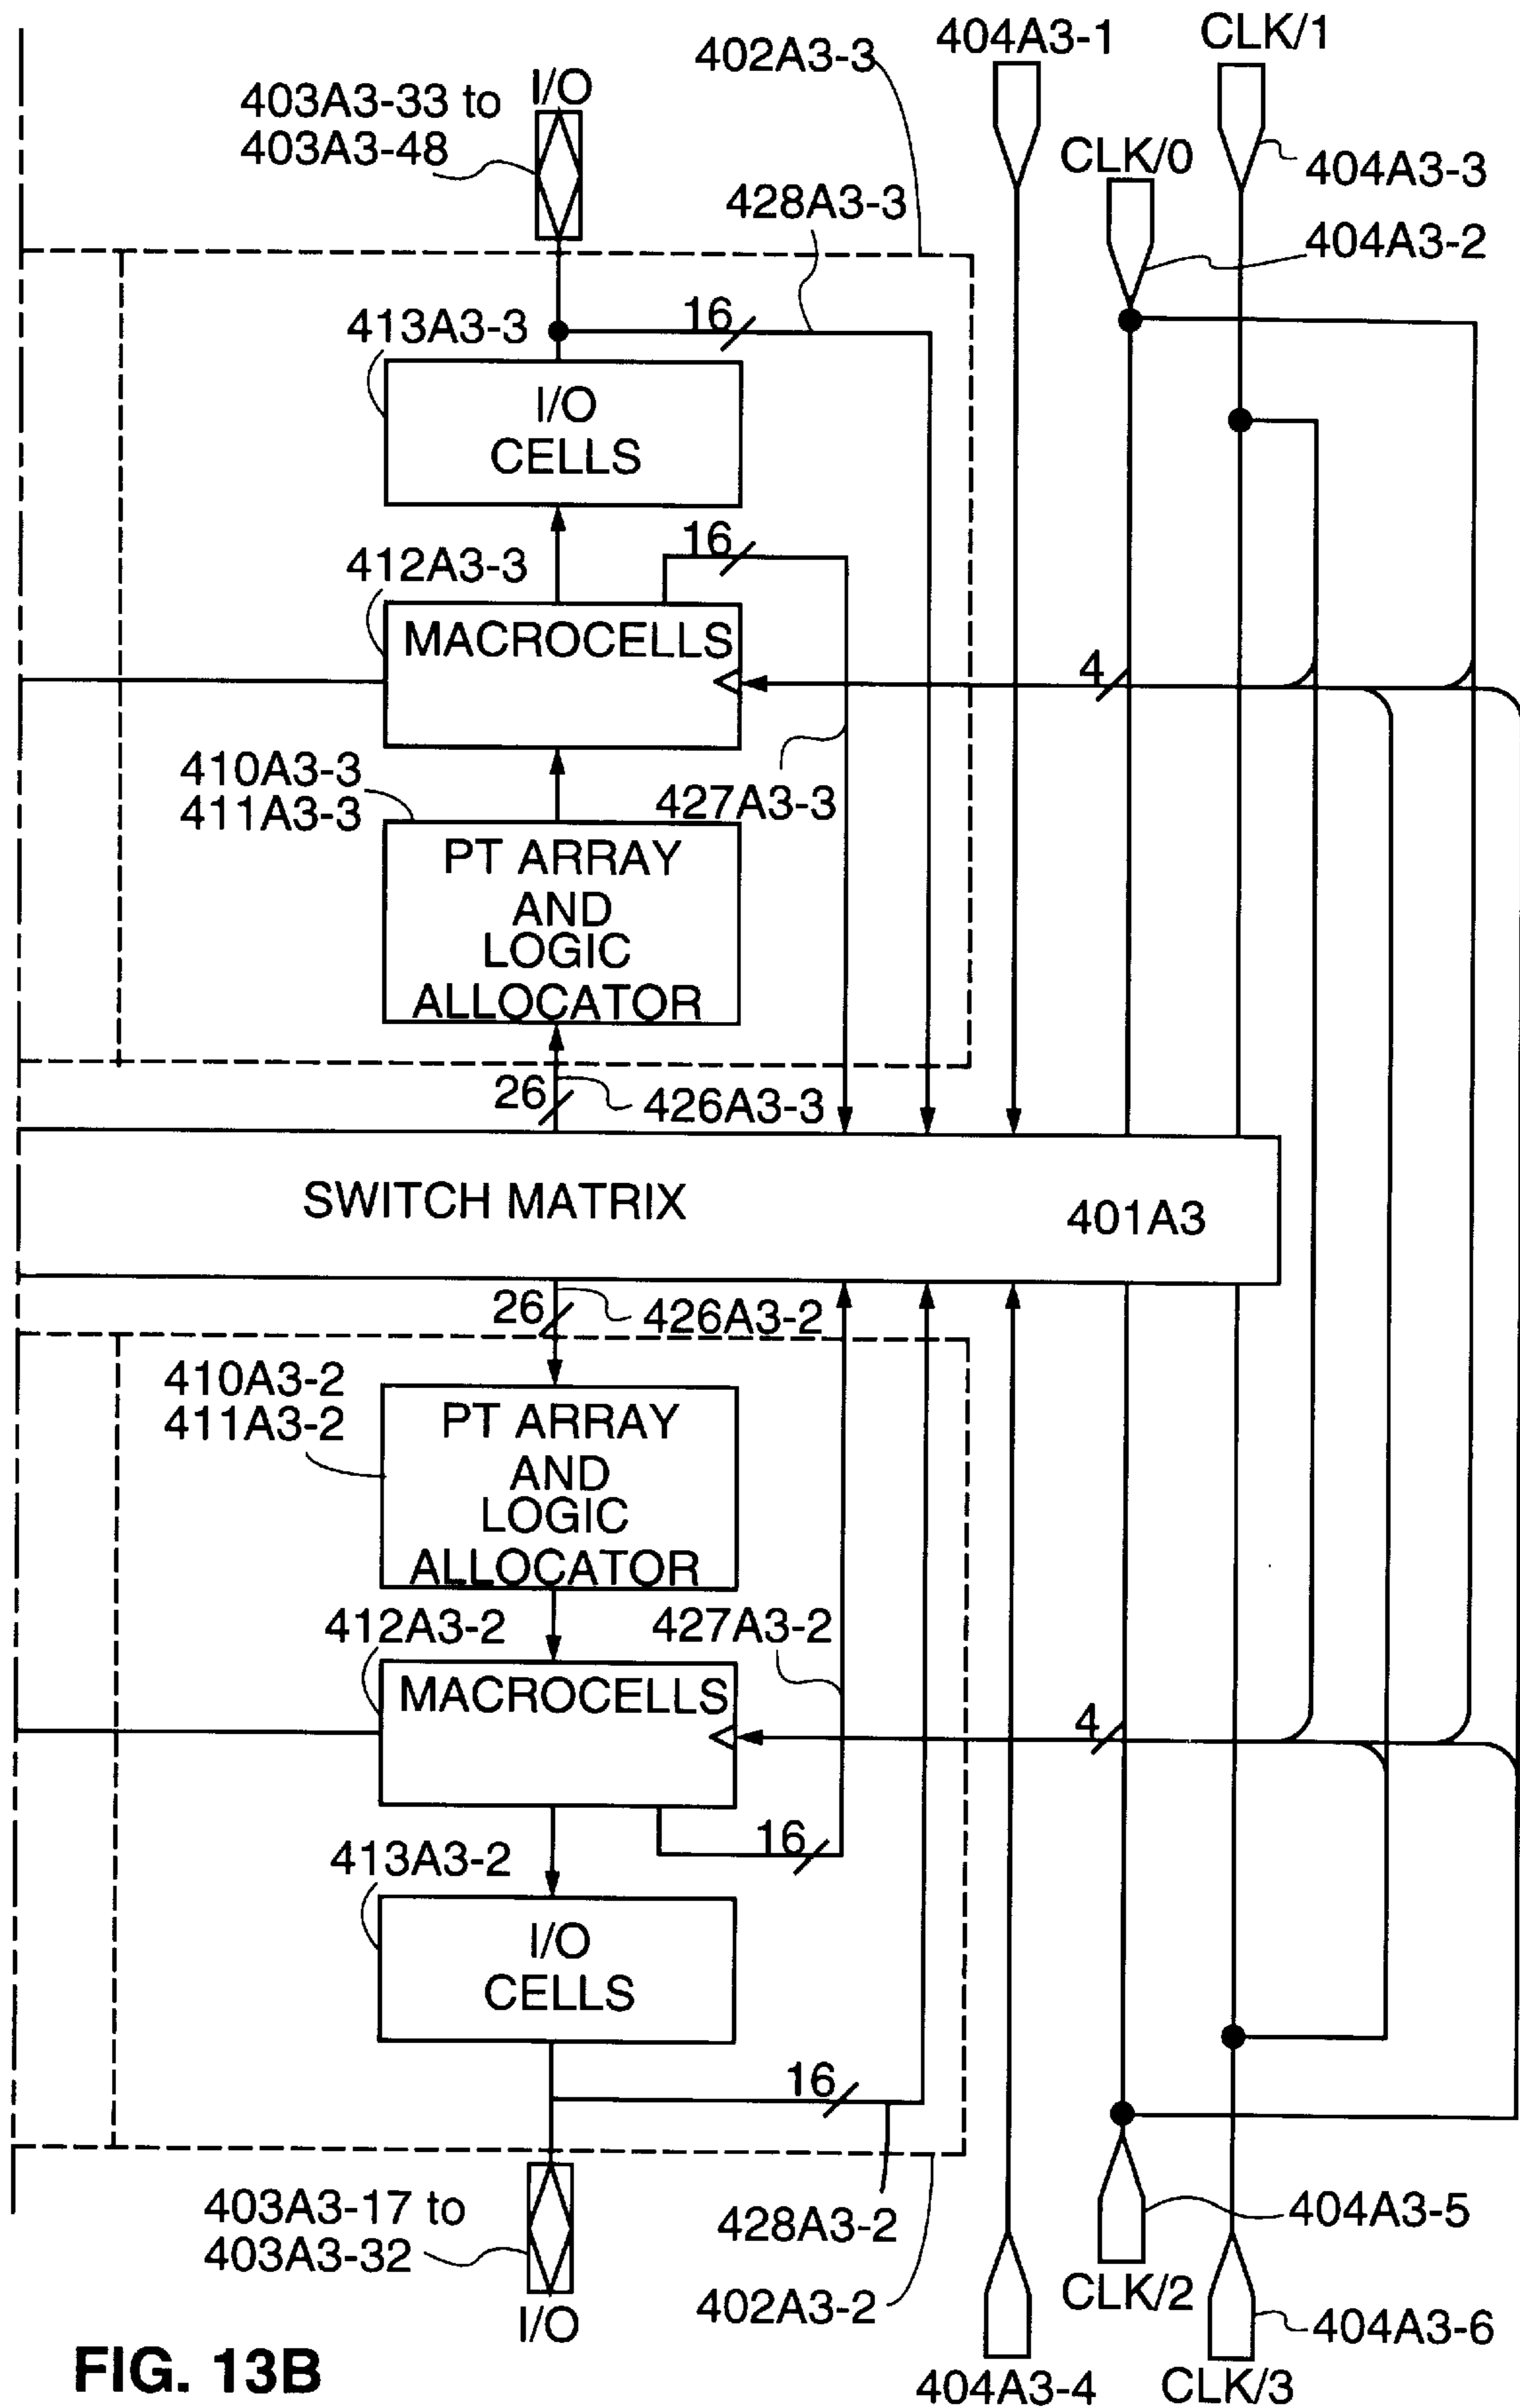 404A3-1
CLK/1
402A3-3
I/O
403A3-33 to
403A3-48
CLK/0
404A3-3
428A3-3
404A3-2
16
413A3-3
I/O
CELLS
16
412A3-3
MACROCELLS
4
410A3-3
411A3-3
427A3-3
PT ARRAY
AND
LOGIC
ALLOCATOR
26
426A3-3
SWITCH MATRIX
401A3
26
426A3-2
410A3-2
411A3-2
PT ARRAY
AND
LOGIC
ALLOCATOR
412A3-2
427A3-2
MACROCELLS
4
16
413A3-2
I/O
CELLS
16
403A3-17 to
403A3-32
428A3-2
404A3-5
402A3-2
CLK/2
I/O
404A3-6
FIG. 13B
404A3-4
CLK/3